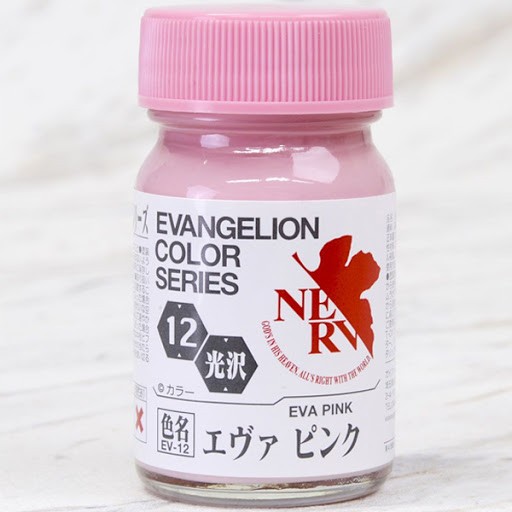 EVANGELION
COLOR
SERIES
12
光沢
NERV
GOD'S IN HIS HEAVEN. ALL'S RIGHT WITH THE WORLD
©カラー
EVA PINK
色名
EV-12
エヴァ ピンク